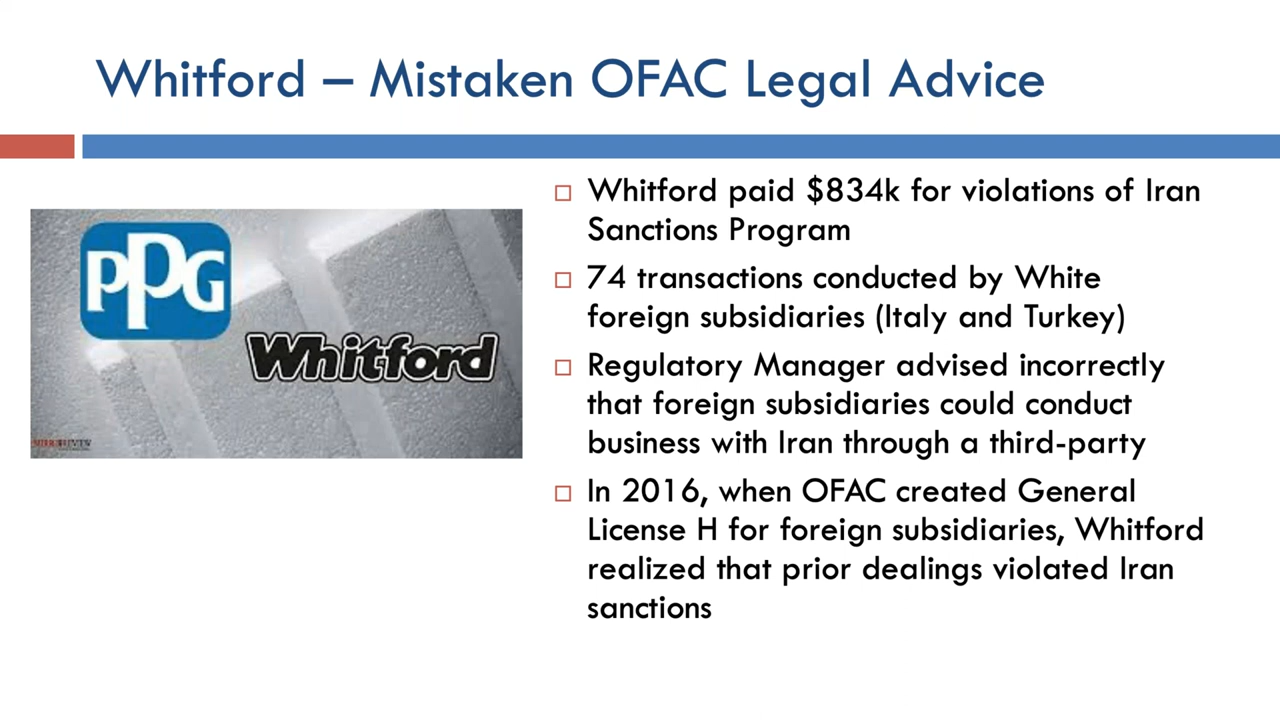 Whitford – Mistaken OFAC Legal Advice
□ Whitford paid $834k for violations of Iran
Sanctions Program
□ 74 transactions conducted by White
foreign subsidiaries (Italy and Turkey)
□ Regulatory Manager advised incorrectly
that foreign subsidiaries could conduct
business with Iran through a third-party
□ In 2016, when OFAC created General
License H for foreign subsidiaries, Whitford
realized that prior dealings violated Iran
sanctions
PPG
Whitford